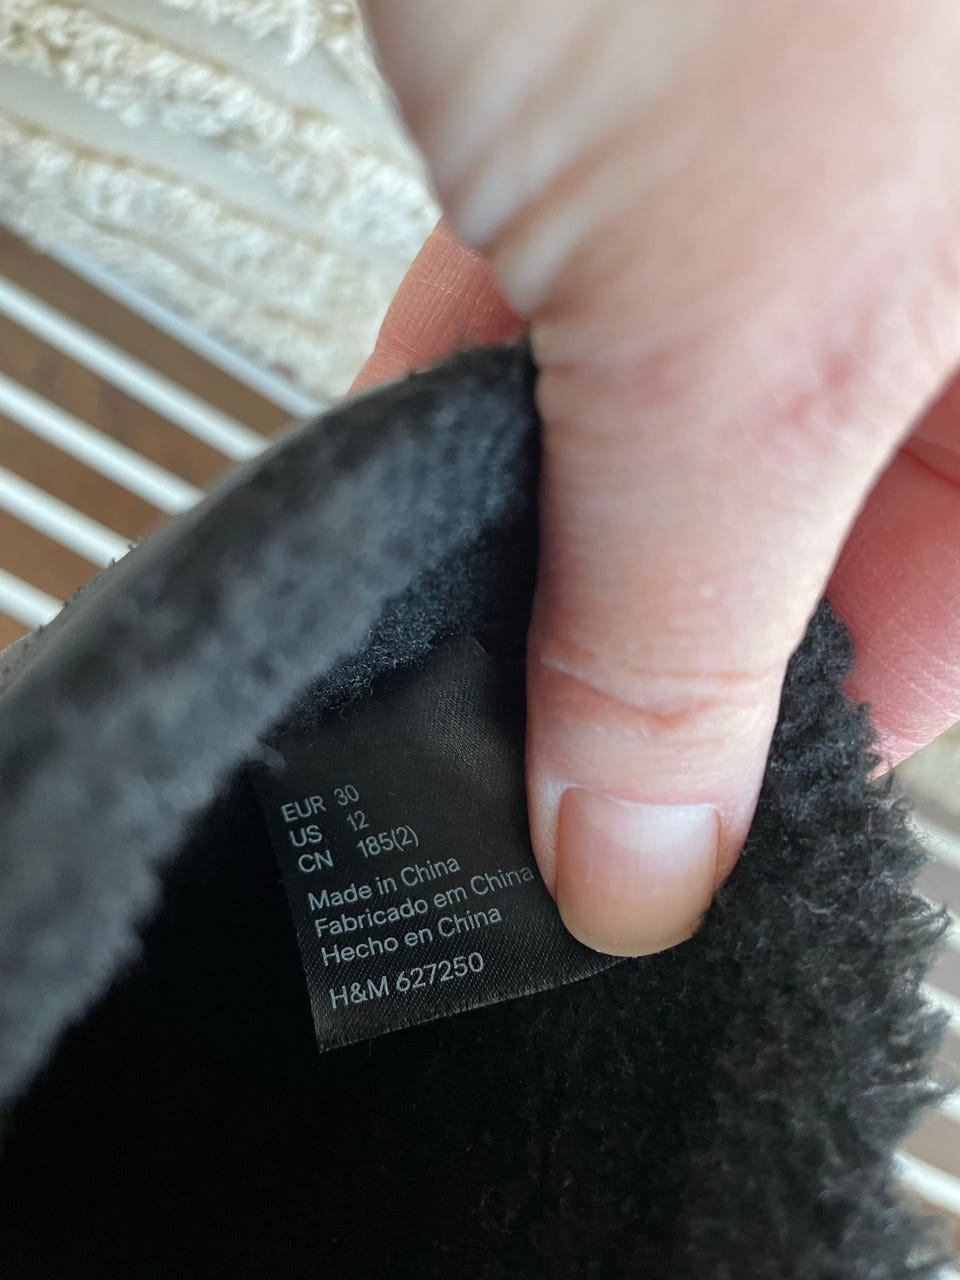 EUR 30
US 12
CN 185(2)
Made in China
Fabricado em China
Hecho en China
H&M 627250